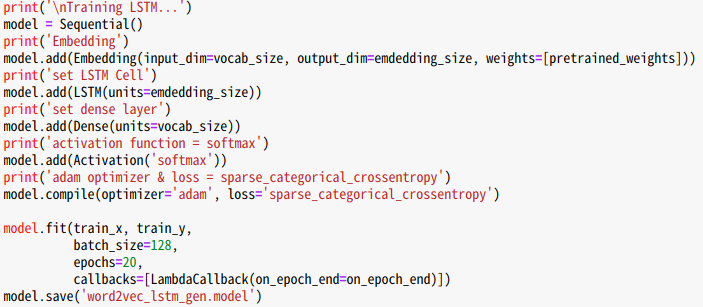 print('\nTraining LSTM...')
model = Sequential()
print('Embedding')
model.add(Embedding(input_dim=vocab_size, output_dim=emdedding_size, weights=[pretrained_weights]))
print('set LSTM Cell')
model.add(LSTM(units=emdedding_size))
print('set dense layer')
model.add(Dense(units=vocab_size))
print('activation function = softmax')
model.add(Activation('softmax'))
print('adam optimizer & loss = sparse_categorical_crossentropy')
model.compile(optimizer='adam', loss='sparse_categorical_crossentropy')

model.fit(train_x, train_y,
          batch_size=128,
          epochs=20,
          callbacks=[LambdaCallback(on_epoch_end=on_epoch_end)])
model.save('word2vec_lstm_gen.model')